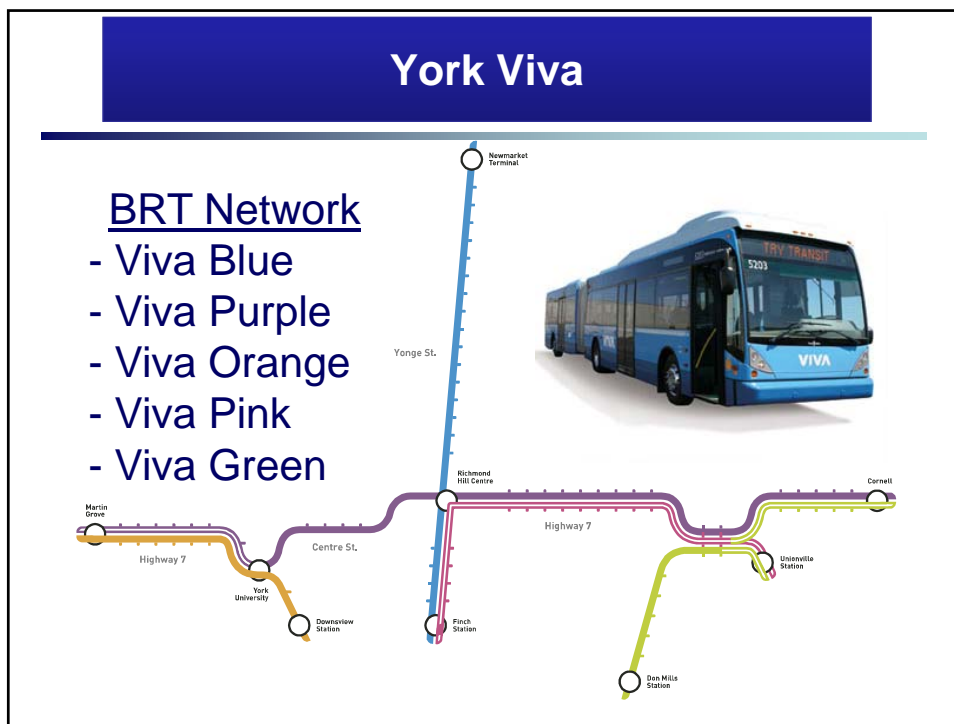 York Viva
BRT Network
- Viva Blue
- Viva Purple
- Viva Orange
- Viva Pink
- Viva Green
Newmarket
Terminal
TRV TRANSIT
5203
VIVA
Yonge St.
Richmond
Hill Centre
Cornell
Martin
Grove
Highway 7
Centre St.
Highway 7
Unionville
Station
York
University
Downsview
Station
Finch
Station
Don Mills
Station